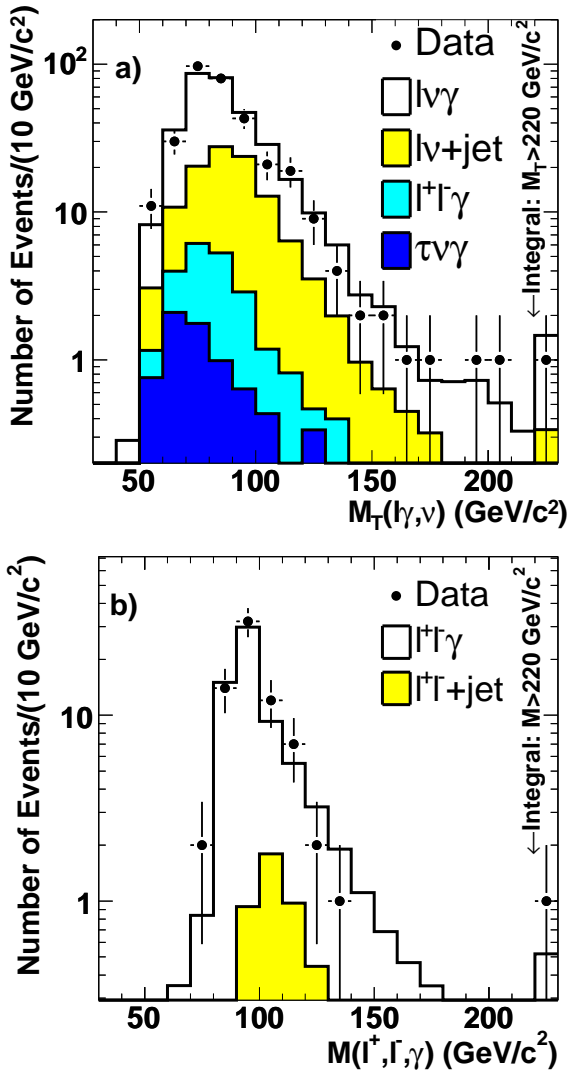 a)
Number of Events/(10 GeV/c²)
10²
10
1
Data
lνγ
lν+jet
l⁺l⁻γ
τνγ
←Integral: M_T>220 GeV/c²
50
100
150
200
M_T(lγ,ν) (GeV/c²)
b)
Number of Events/(10 GeV/c²)
10
1
Data
l⁺l⁻γ
l⁺l⁻+jet
←Integral: M>220 GeV/c²
50
100
150
200
M(l⁺,l⁻,γ) (GeV/c²)